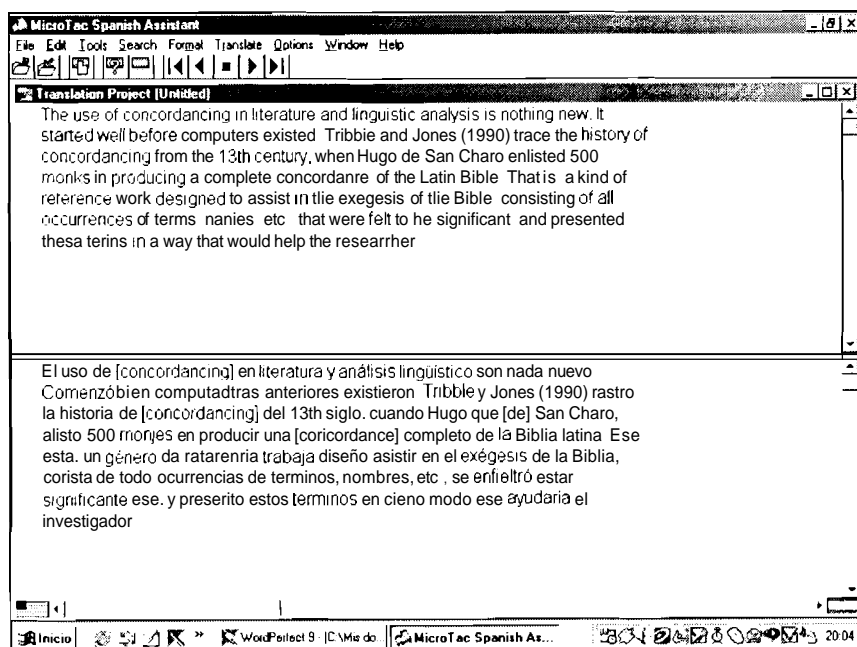 MicroTac Spanish Assistant
File Edit Tools Search Format Translate Options Window Help
Translation Project [Untitled]
The use of concordancing in literature and linguistic analysis is nothing new. It
started well before computers existed Tribbie and Jones (1990) trace the history of
concordancing from the 13th century, when Hugo de San Charo enlisted 500
monks in producing a complete concordanre of the Latin Bible That is a kind of
reterence work designed to assist in tlie exegesis of tlie Bible consisting of all
occurrences of terms nanies etc that were felt to he significant and presented
thesa terins in a way that would help the researrher
El uso de [concordancing] en literatura y análisis lingüístico son nada nuevo
Comenzóbien computadtras anteriores existieron Tribble y Jones (1990) rastro
la historia de [concordancing] del 13th siglo. cuando Hugo que [de] San Charo,
alisto 500 monjes en producir una [coricordance] completo de la Biblia latina Ese
esta. un género da ratarenria trabaja diseño asistir en el exégesis de la Biblia,
corista de todo ocurrencias de terminos, nombres, etc , se enfieltró estar
significante ese. y preserito estos terminos en cieno modo ese ayudaria el
investigador
Inicio » WordPerfect 9 - [C:\Mis do... MicroTac Spanish As... 20:04